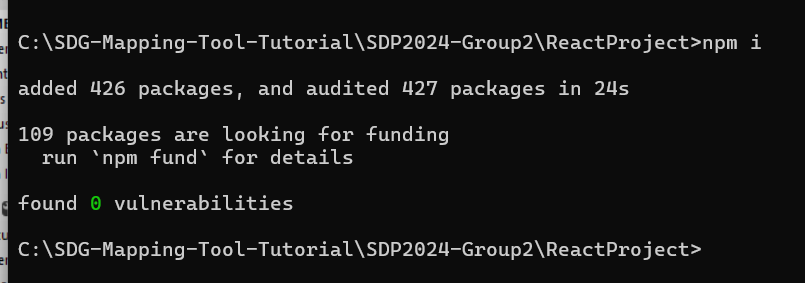 C:\SDG-Mapping-Tool-Tutorial\SDP2024-Group2\ReactProject>npm i
added 426 packages, and audited 427 packages in 24s
109 packages are looking for funding
  run `npm fund` for details
found 0 vulnerabilities
C:\SDG-Mapping-Tool-Tutorial\SDP2024-Group2\ReactProject>